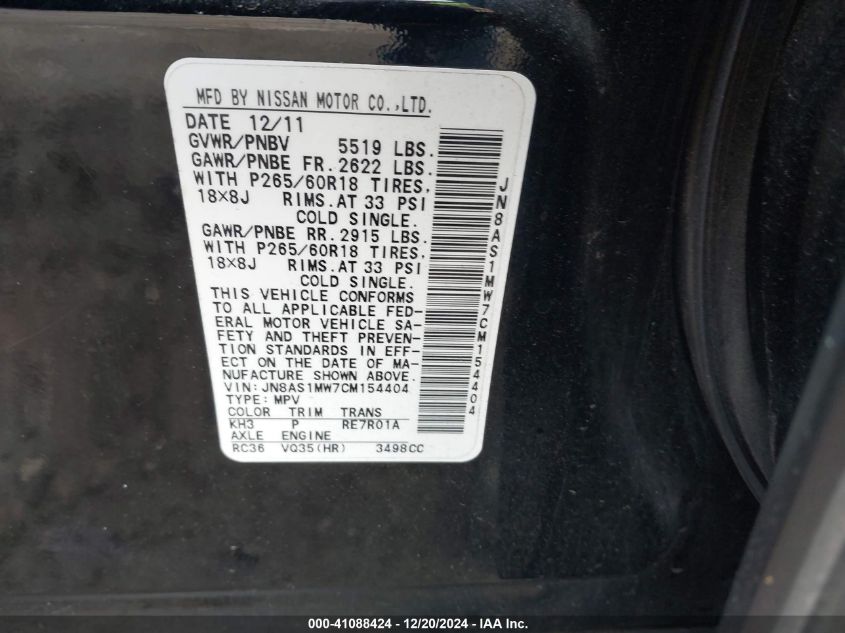 MFD BY NISSAN MOTOR CO.,LTD.
DATE 12/11
GVWR/PNBV 5519 LBS.
GAWR/PNBE FR. 2622 LBS.
WITH P265/60R18 TIRES,
18×8J RIMS. AT 33 PSI
COLD SINGLE.
GAWR/PNBE RR. 2915 LBS.
WITH P265/60R18 TIRES,
18×8J RIMS. AT 33 PSI
COLD SINGLE.
THIS VEHICLE CONFORMS
TO ALL APPLICABLE FED-
ERAL MOTOR VEHICLE SA-
FETY AND THEFT PREVEN-
TION STANDARDS IN EFF-
ECT ON THE DATE OF MA-
NUFACTURE SHOWN ABOVE.
VIN: JN8AS1MW7CM154404
TYPE: MPV
COLOR TRIM TRANS
KH3 P RE7R01A
AXLE ENGINE
RC36 VQ35(HR) 3498CC
JN8AS1MW7CM154404
000-41088424 - 12/20/2024 - IAA Inc.